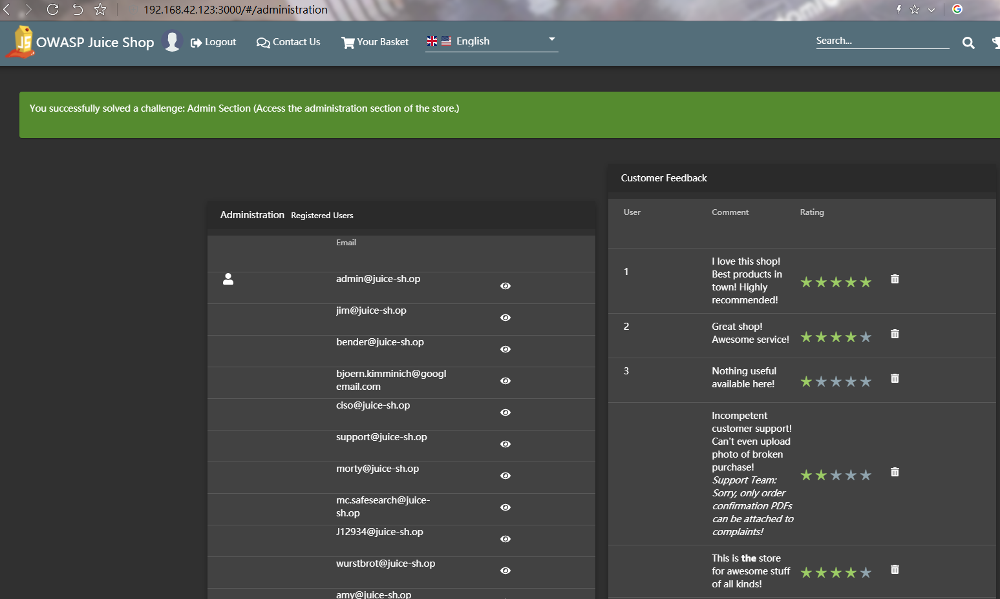 192.168.42.123:3000/#/administration
JS OWASP Juice Shop Logout Contact Us Your Basket English Search...
You successfully solved a challenge: Admin Section (Access the administration section of the store.)
Administration Registered Users
Email
admin@juice-sh.op
jim@juice-sh.op
bender@juice-sh.op
bjoern.kimminich@googl
email.com
ciso@juice-sh.op
support@juice-sh.op
morty@juice-sh.op
mc.safesearch@juice-
sh.op
J12934@juice-sh.op
wurstbrot@juice-sh.op
amy@juice-sh.op
Customer Feedback
User Comment Rating
1
I love this shop!
Best products in
town! Highly
recommended!
2
Great shop!
Awesome service!
3
Nothing useful
available here!
Incompetent
customer support!
Can't even upload
photo of broken
purchase!
Support Team:
Sorry, only order
confirmation PDFs
can be attached to
complaints!
This is the store
for awesome stuff
of all kinds!